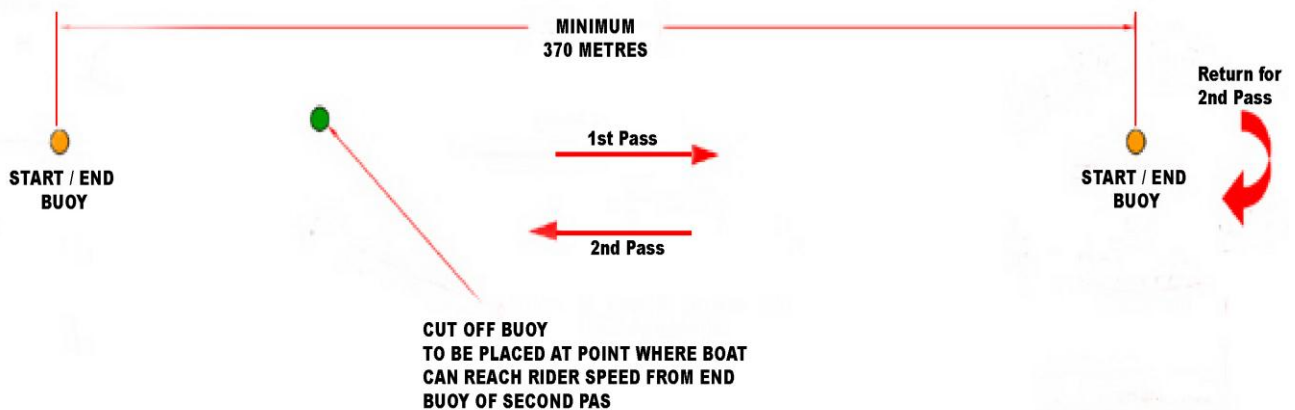 MINIMUM
370 METRES
Return for
2nd Pass
1st Pass
START / END
BUOY
START / END
BUOY
2nd Pass
CUT OFF BUOY
TO BE PLACED AT POINT WHERE BOAT
CAN REACH RIDER SPEED FROM END
BUOY OF SECOND PAS